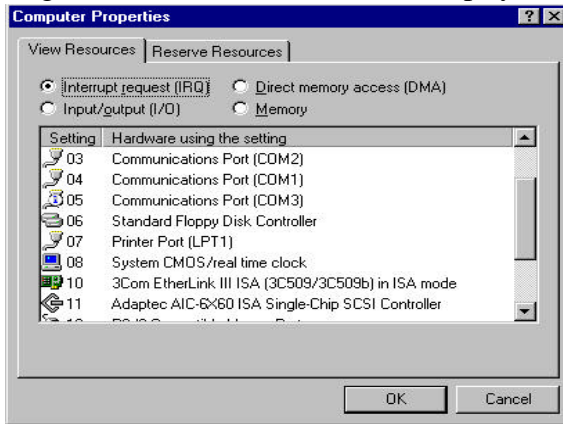 Computer Properties
View Resources Reserve Resources
Interrupt request (IRQ) Direct memory access (DMA)
Input/output (I/O) Memory
Setting Hardware using the setting
03 Communications Port (COM2)
04 Communications Port (COM1)
05 Communications Port (COM3)
06 Standard Floppy Disk Controller
07 Printer Port (LPT1)
08 System CMOS/real time clock
10 3Com EtherLink III ISA (3C509/3C509b) in ISA mode
11 Adaptec AIC-6X60 ISA Single-Chip SCSI Controller
OK Cancel